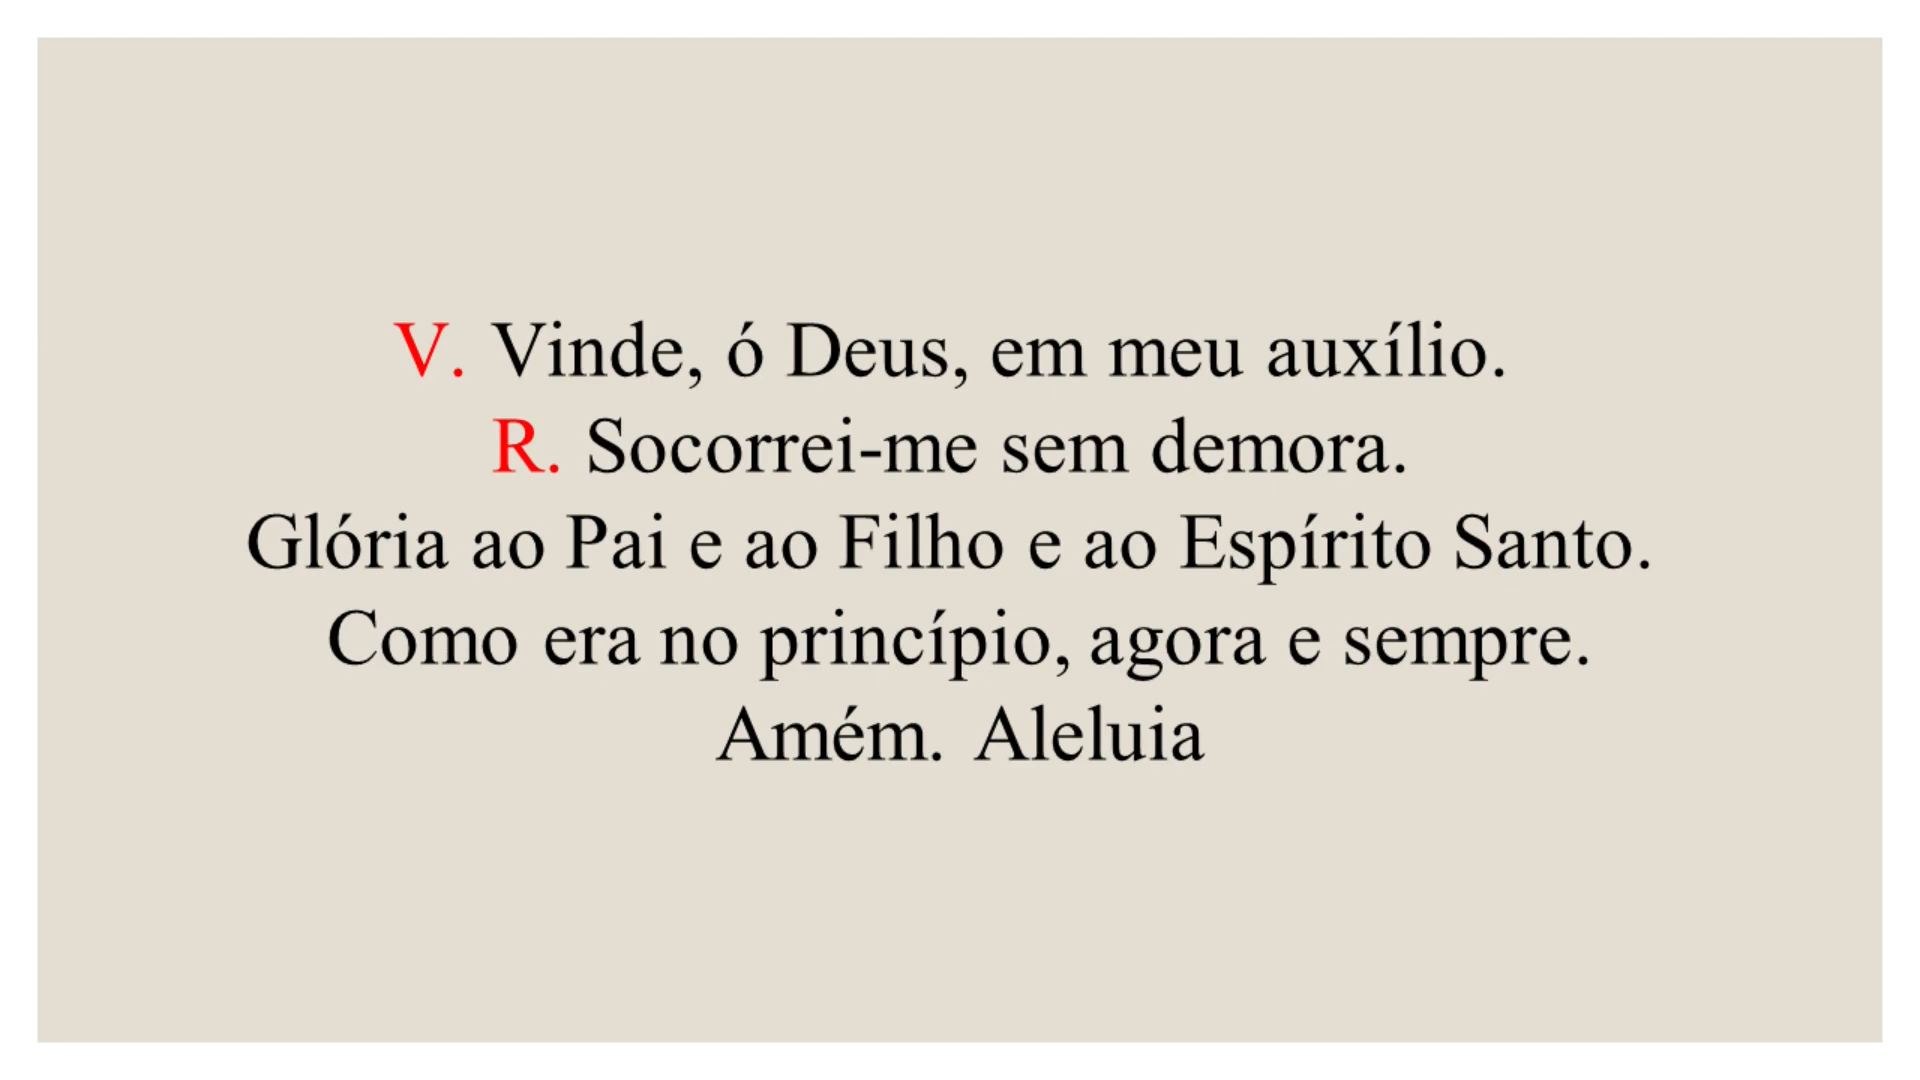 V. Vinde, ó Deus, em meu auxílio.
R. Socorrei-me sem demora.
Glória ao Pai e ao Filho e ao Espírito Santo.
Como era no princípio, agora e sempre.
Amém. Aleluia